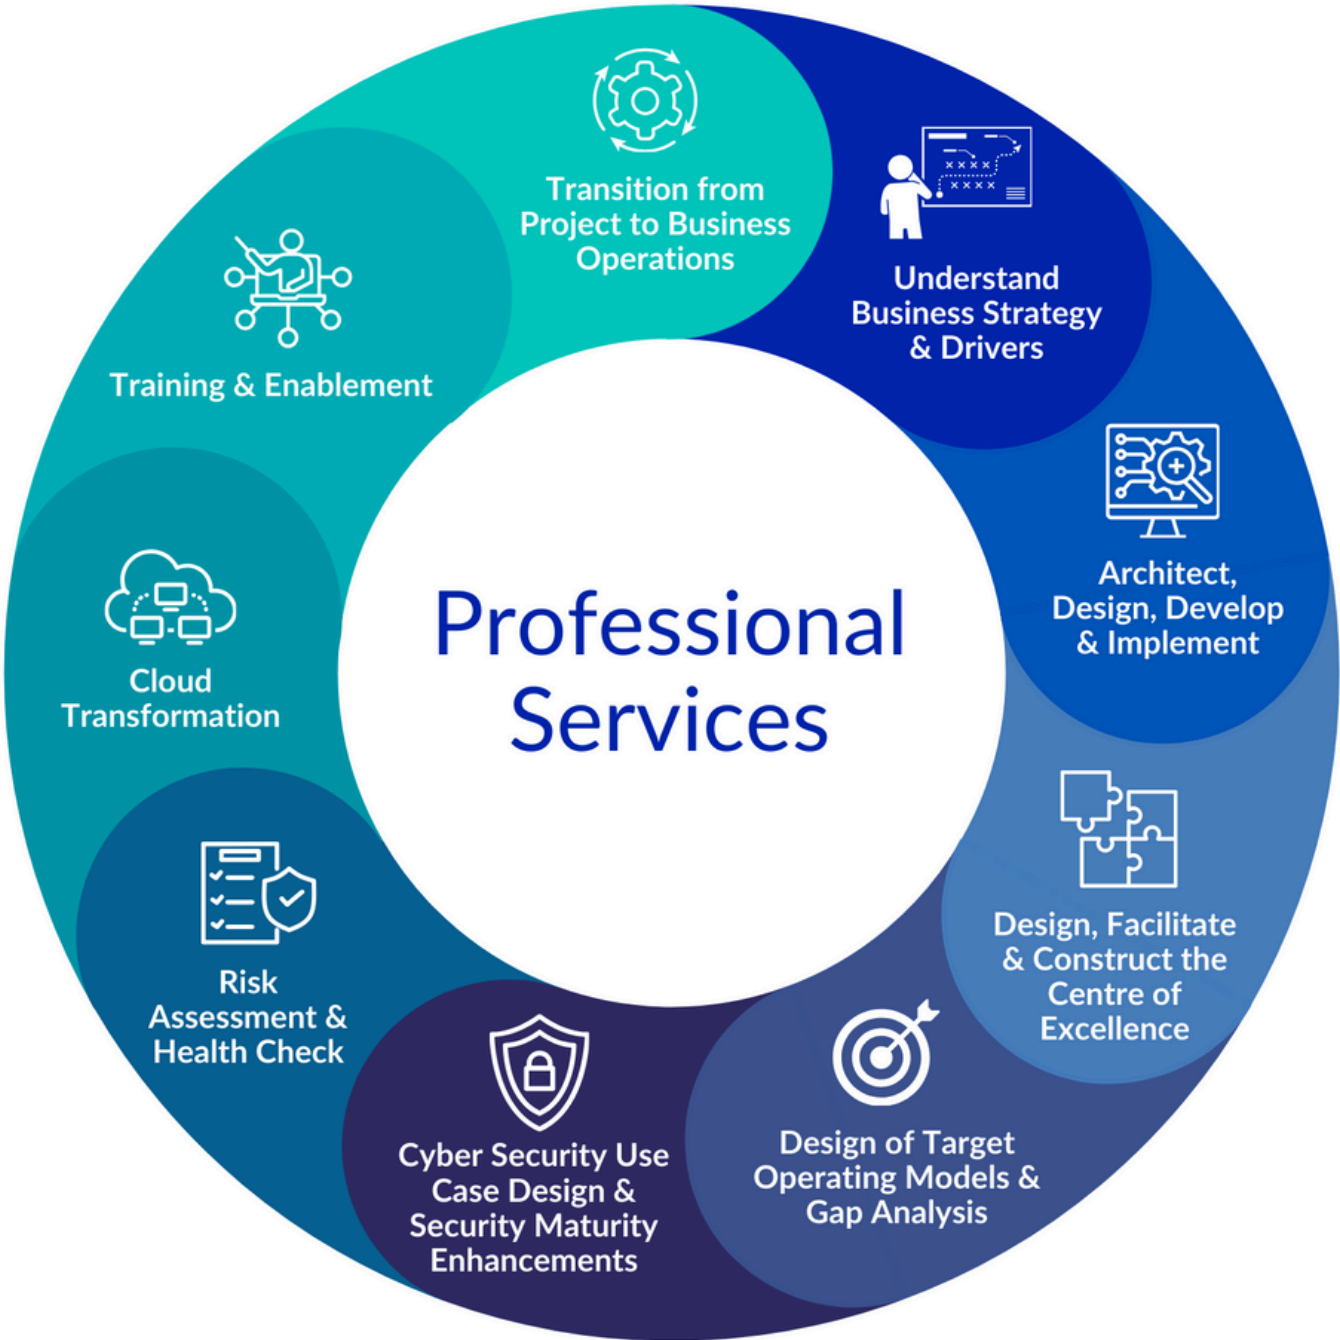 Transition from
Project to Business
Operations
Understand
Business Strategy
& Drivers
Architect,
Design, Develop
& Implement
Design, Facilitate
& Construct the
Centre of
Excellence
Design of Target
Operating Models &
Gap Analysis
Cyber Security Use
Case Design &
Security Maturity
Enhancements
Risk
Assessment &
Health Check
Cloud
Transformation
Training & Enablement
Professional
Services